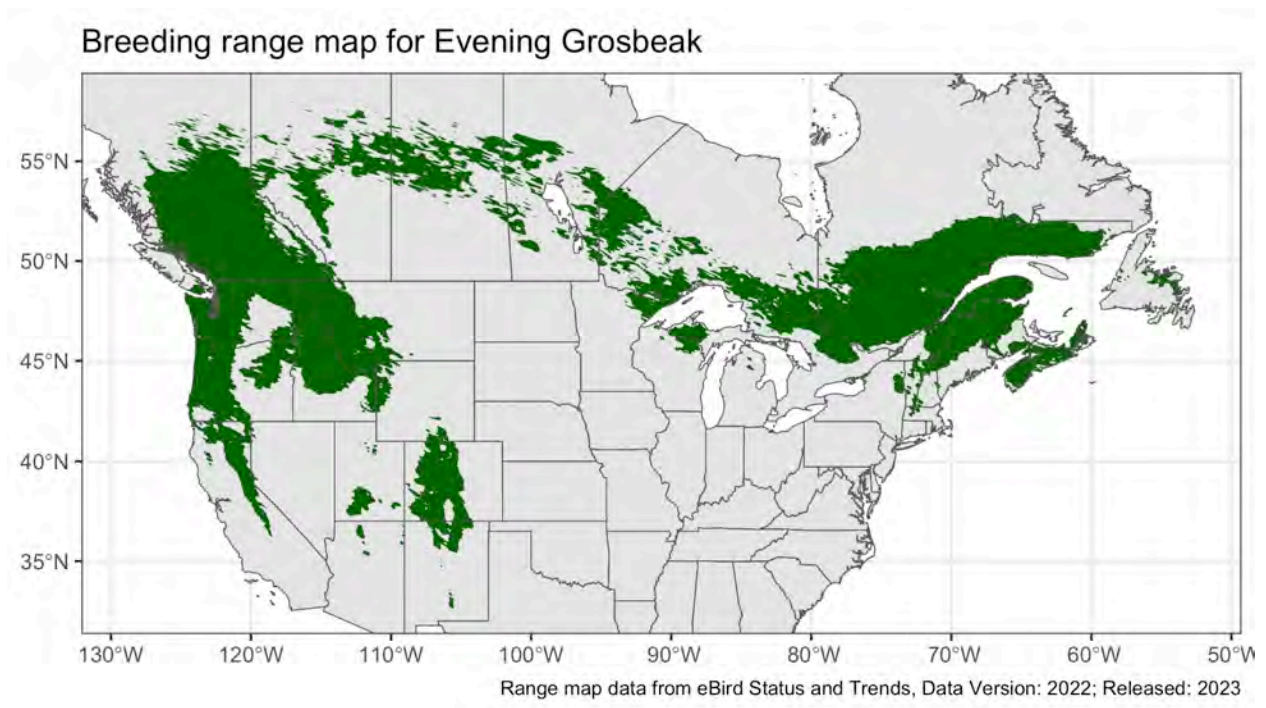 Breeding range map for Evening Grosbeak
55°N
50°N
45°N
40°N
35°N
130°W
120°W
110°W
100°W
90°W
80°W
70°W
60°W
50°W
Range map data from eBird Status and Trends, Data Version: 2022; Released: 2023